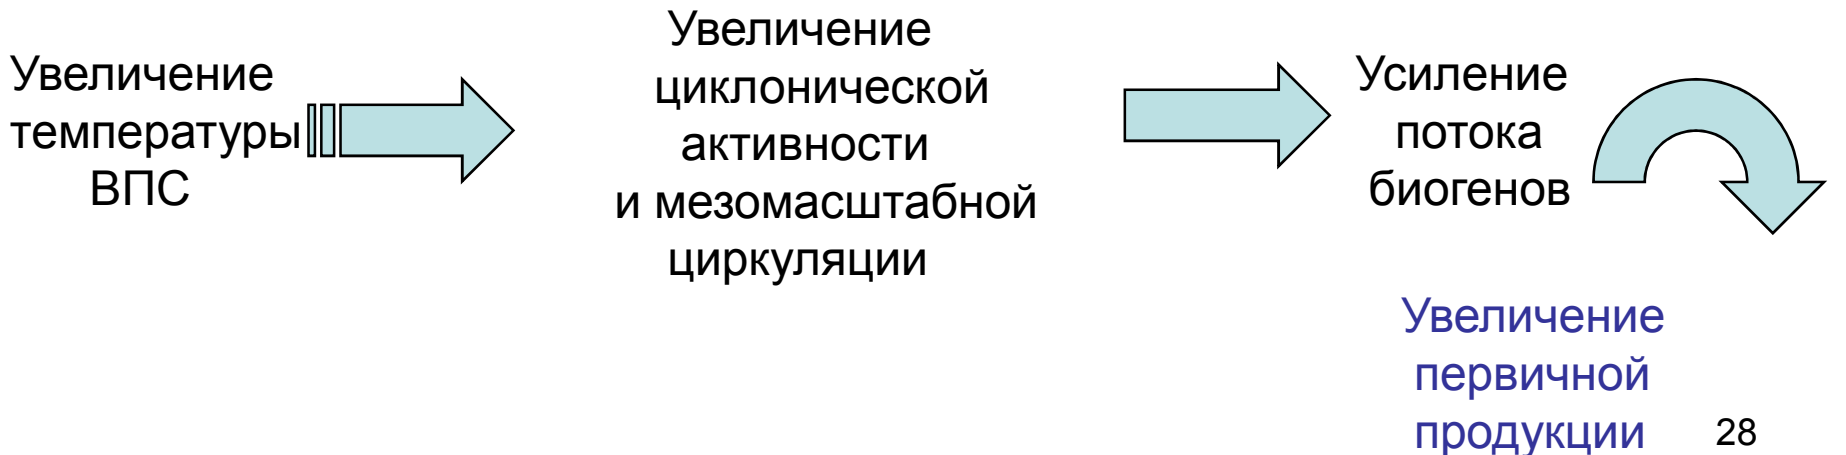 Увеличение
температуры
ВПС
Увеличение
циклонической
активности
и мезомасштабной
циркуляции
Усиление
потока
биогенов
Увеличение
первичной
продукции
28